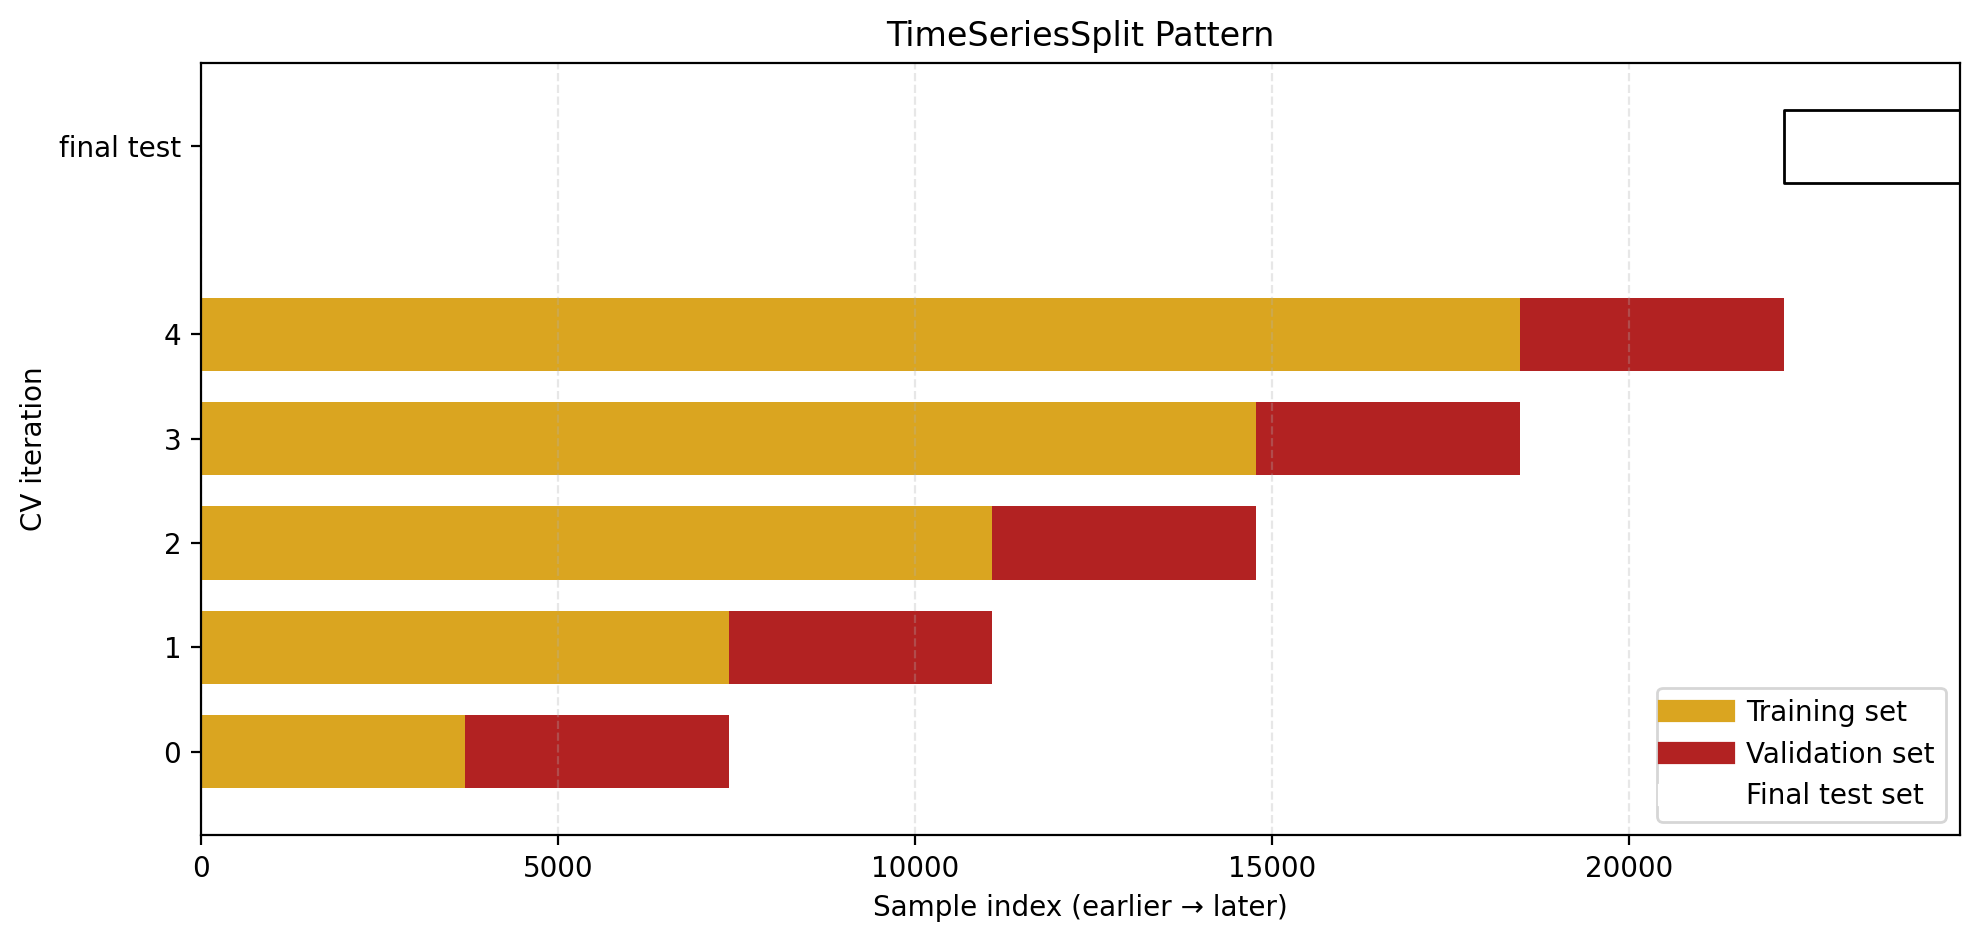 TimeSeriesSplit Pattern
final test
4
3
2
1
0
CV iteration
Training set
Validation set
Final test set
0 5000 10000 15000 20000
Sample index (earlier → later)